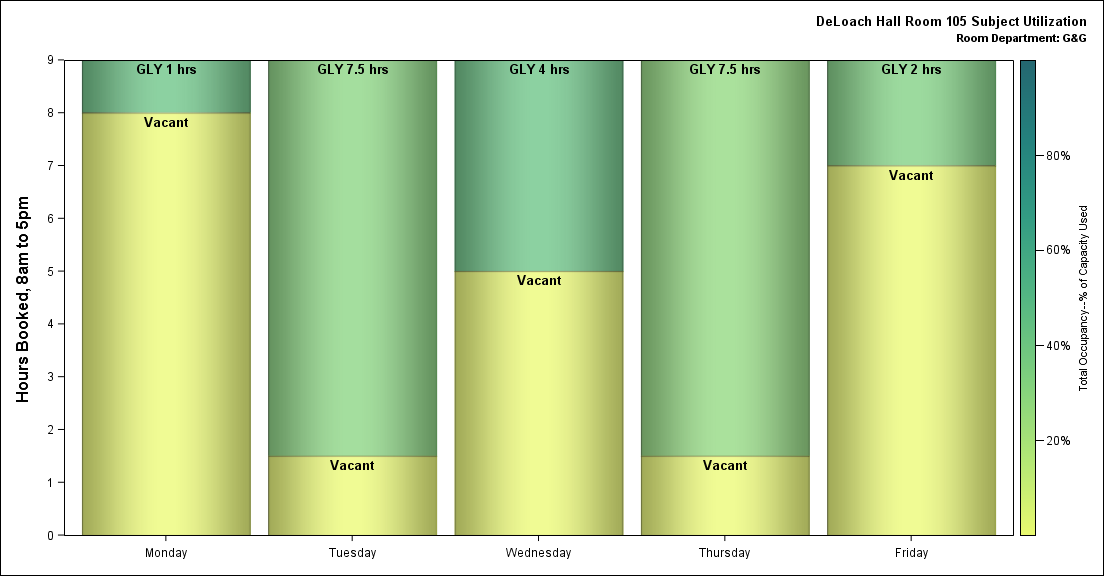 DeLoach Hall Room 105 Subject Utilization
Room Department: G&G
Hours Booked, 8am to 5pm
9
8
7
6
5
4
3
2
1
0
GLY 1 hrs
Vacant
GLY 7.5 hrs
Vacant
GLY 4 hrs
Vacant
GLY 7.5 hrs
Vacant
GLY 2 hrs
Vacant
Monday
Tuesday
Wednesday
Thursday
Friday
80%
60%
40%
20%
Total Occupancy--% of Capacity Used